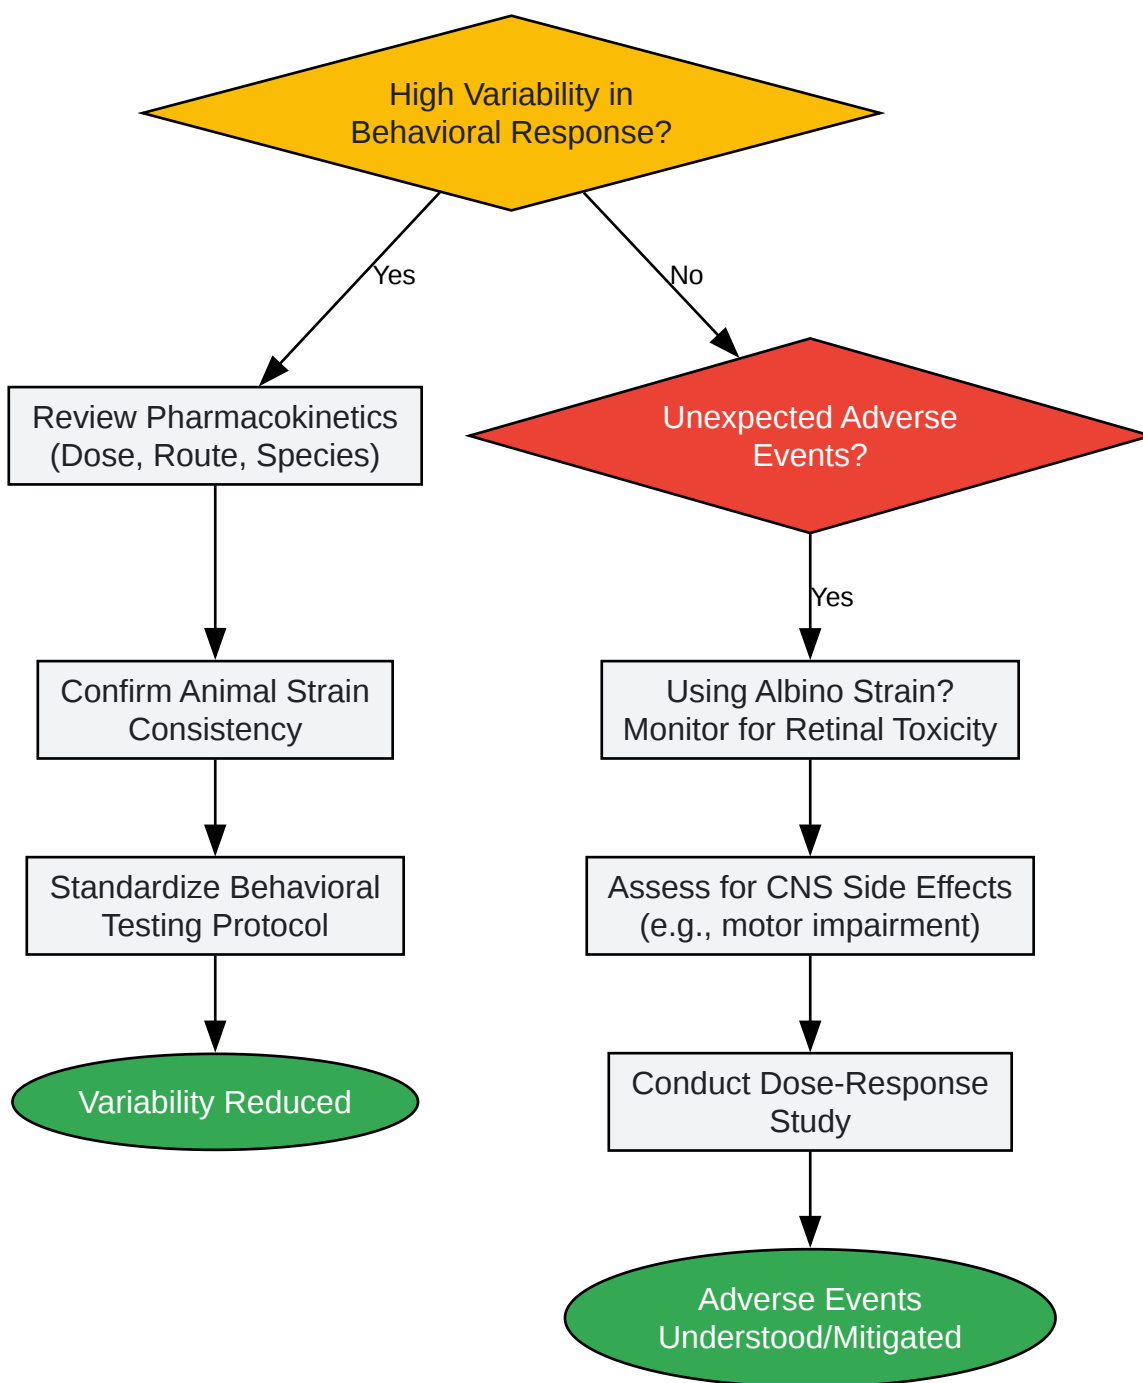 High Variability in
Behavioral Response?
Yes
No
Review Pharmacokinetics
(Dose, Route, Species)
Unexpected Adverse
Events?
Yes
Confirm Animal Strain
Consistency
Using Albino Strain?
Monitor for Retinal Toxicity
Standardize Behavioral
Testing Protocol
Assess for CNS Side Effects
(e.g., motor impairment)
Variability Reduced
Conduct Dose-Response
Study
Adverse Events
Understood/Mitigated